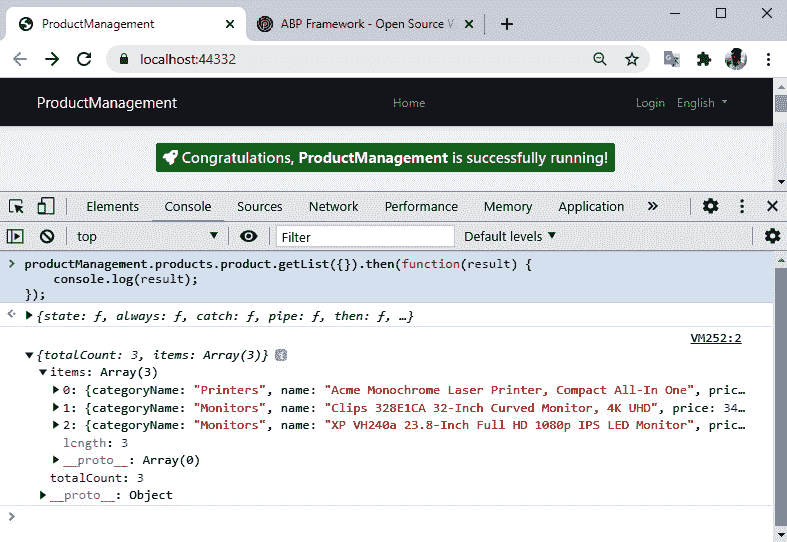 ProductManagement
ABP Framework - Open Source W
localhost:44332
ProductManagement Home Login English
Congratulations, ProductManagement is successfully running!
Elements Console Sources Network Performance Memory Application »
top Filter Default levels
> productManagement.products.product.getList({}).then(function(result) {
console.log(result);
});
{state: ƒ, always: ƒ, catch: ƒ, pipe: ƒ, then: ƒ, …}
VM252:2
{totalCount: 3, items: Array(3)} i
items: Array(3)
0: {categoryName: "Printers", name: "Acme Monochrome Laser Printer, Compact All-In One", pric…
1: {categoryName: "Monitors", name: "Clips 328E1CA 32-Inch Curved Monitor, 4K UHD", price: 34…
2: {categoryName: "Monitors", name: "XP VH240a 23.8-Inch Full HD 1080p IPS LED Monitor", pric…
length: 3
__proto__: Array(0)
totalCount: 3
__proto__: Object
>